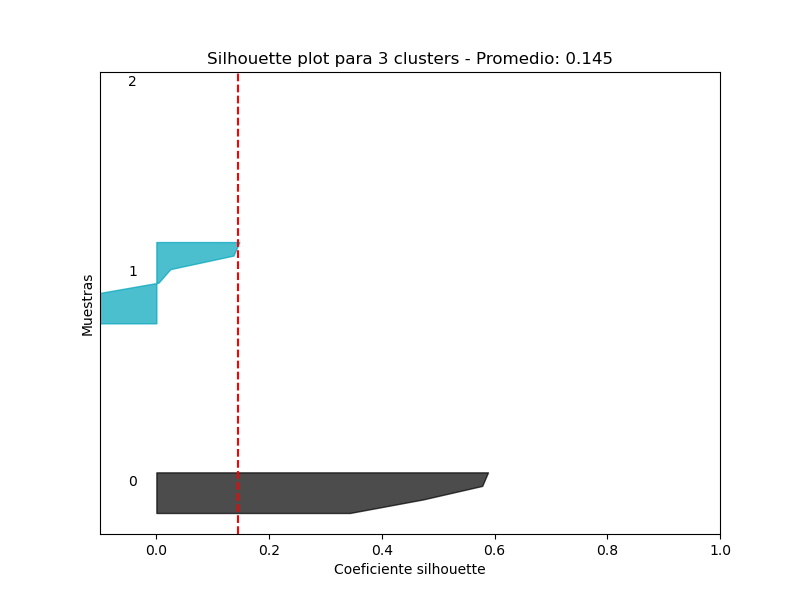 Silhouette plot para 3 clusters - Promedio: 0.145
2
1
0
Muestras
0.0 0.2 0.4 0.6 0.8 1.0
Coeficiente silhouette